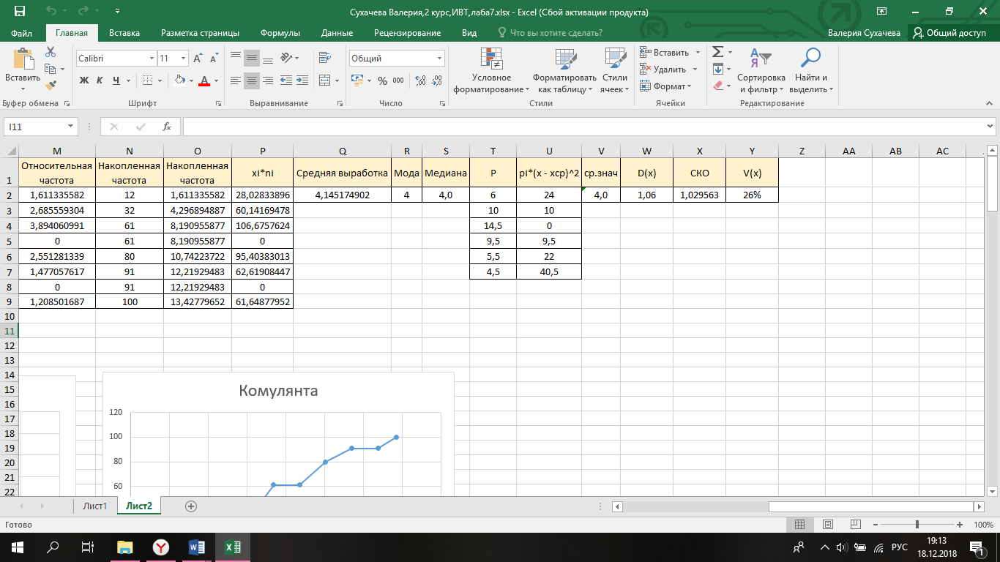 Сухачева Валерия,2 курс,ИВТ,лаба7.xlsx - Excel (Сбой активации продукта)
Файл Главная Вставка Разметка страницы Формулы Данные Рецензирование Вид Что вы хотите сделать? Валерия Сухачева Общий доступ
Вставить
Буфер обмена
Calibri 11
Ж К Ч
Шрифт
Выравнивание
Общий
% 000
Число
Условное форматирование
Форматировать как таблицу
Стили ячеек
Стили
Вставить
Удалить
Формат
Ячейки
Сортировка и фильтр
Найти и выделить
Редактирование
I11 fx
M N O P Q R S T U V W X Y Z AA AB AC
1 Относительная частота Накопленная частота Накопленная частота xi*ni Средняя выработка Мода Медиана P pi*(x - xcp)^2 ср.знач D(x) СКО V(x)
2 1,611335582 12 1,611335582 28,02833896 4,145174902 4 4,0 6 24 4,0 1,06 1,029563 26%
3 2,685559304 32 4,296894887 60,14169478 10 10
4 3,894060991 61 8,190955877 106,6757624 14,5 0
5 0 61 8,190955877 0 9,5 9,5
6 2,551281339 80 10,74223722 95,40383013 5,5 22
7 1,477057617 91 12,21929483 62,61908447 4,5 40,5
8 0 91 12,21929483 0
9 1,208501687 100 13,42779652 61,64877952
10
11
12
13
14
15
16
17
18
19
20
21
22
Комулянта
120
100
80
60
Лист1 Лист2
Готово 100%
РУС 19:13
18.12.2018 1